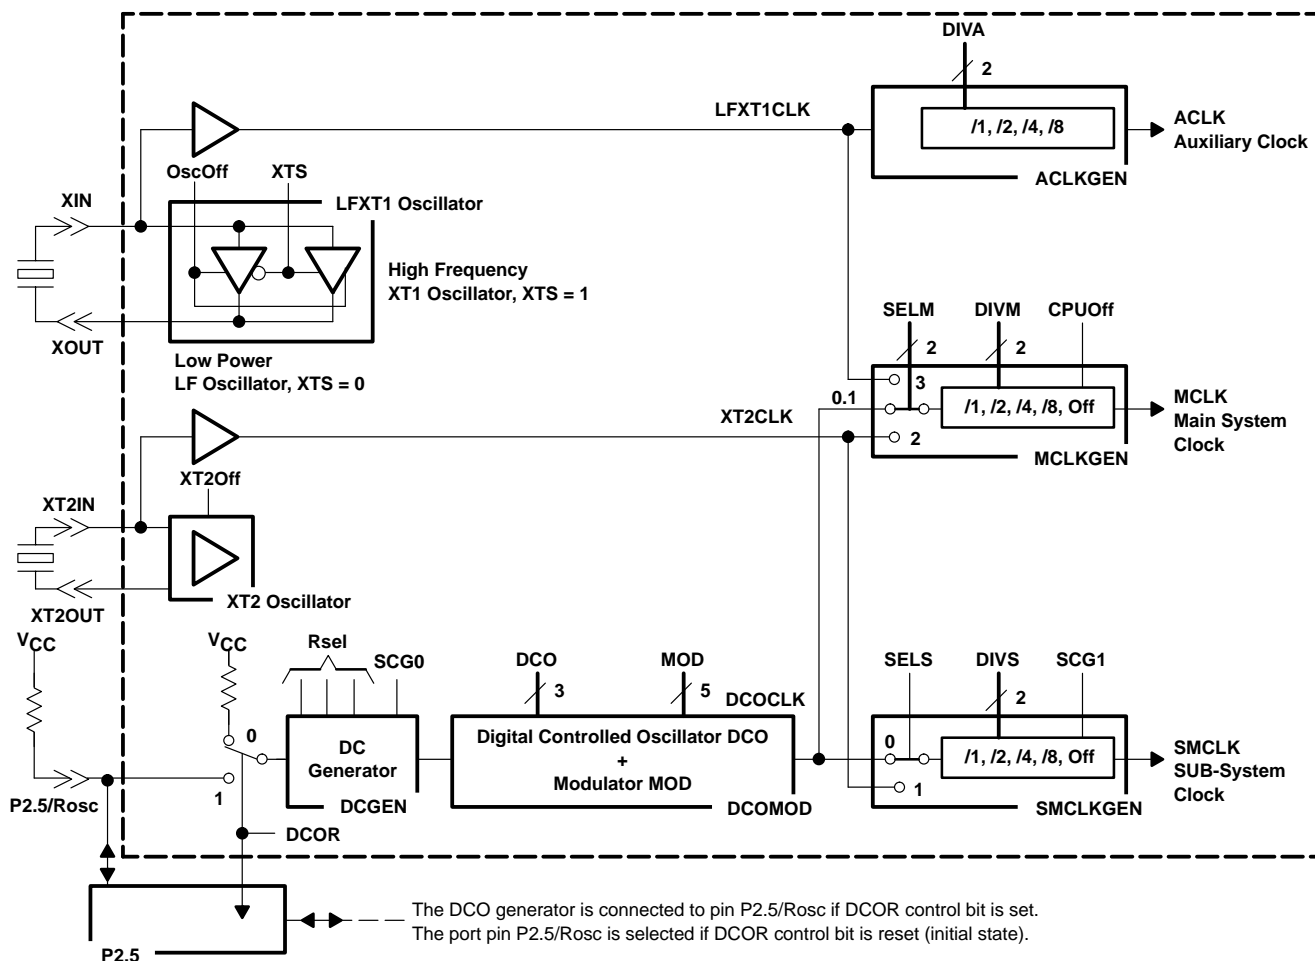 DIVA
2
LFXT1CLK
/1, /2, /4, /8
ACLK
Auxiliary Clock
ACLKGEN
OscOff
XTS
XIN
LFXT1 Oscillator
High Frequency
XT1 Oscillator, XTS = 1
XOUT
Low Power
LF Oscillator, XTS = 0
SELM
DIVM
CPUOff
2
2
3
0.1
/1, /2, /4, /8, Off
2
MCLK
Main System
Clock
MCLKGEN
XT2CLK
XT2Off
XT2IN
XT2OUT
XT2 Oscillator
VCC
VCC
Rsel
SCG0
DCO
3
MOD
5
DCOCLK
SELS
DIVS
2
SCG1
0
1
P2.5/Rosc
DC
Generator
DCGEN
Digital Controlled Oscillator DCO
+
Modulator MOD
DCOMOD
0
1
/1, /2, /4, /8, Off
SMCLK
SUB-System
Clock
SMCLKGEN
DCOR
P2.5
The DCO generator is connected to pin P2.5/Rosc if DCOR control bit is set.
The port pin P2.5/Rosc is selected if DCOR control bit is reset (initial state).